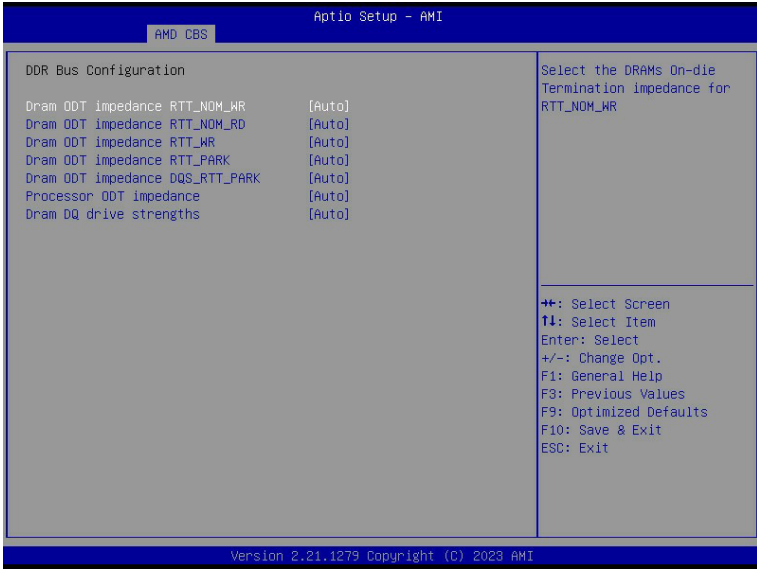 Aptio Setup – AMI
AMD CBS
DDR Bus Configuration
Dram ODT impedance RTT_NOM_WR [Auto]
Dram ODT impedance RTT_NOM_RD [Auto]
Dram ODT impedance RTT_WR [Auto]
Dram ODT impedance RTT_PARK [Auto]
Dram ODT impedance DQS_RTT_PARK [Auto]
Processor ODT impedance [Auto]
Dram DQ drive strengths [Auto]
Select the DRAMs On-die
Termination impedance for
RTT_NOM_WR
→←: Select Screen
↑↓: Select Item
Enter: Select
+/-: Change Opt.
F1: General Help
F3: Previous Values
F9: Optimized Defaults
F10: Save & Exit
ESC: Exit
Version 2.21.1279 Copyright (C) 2023 AMI